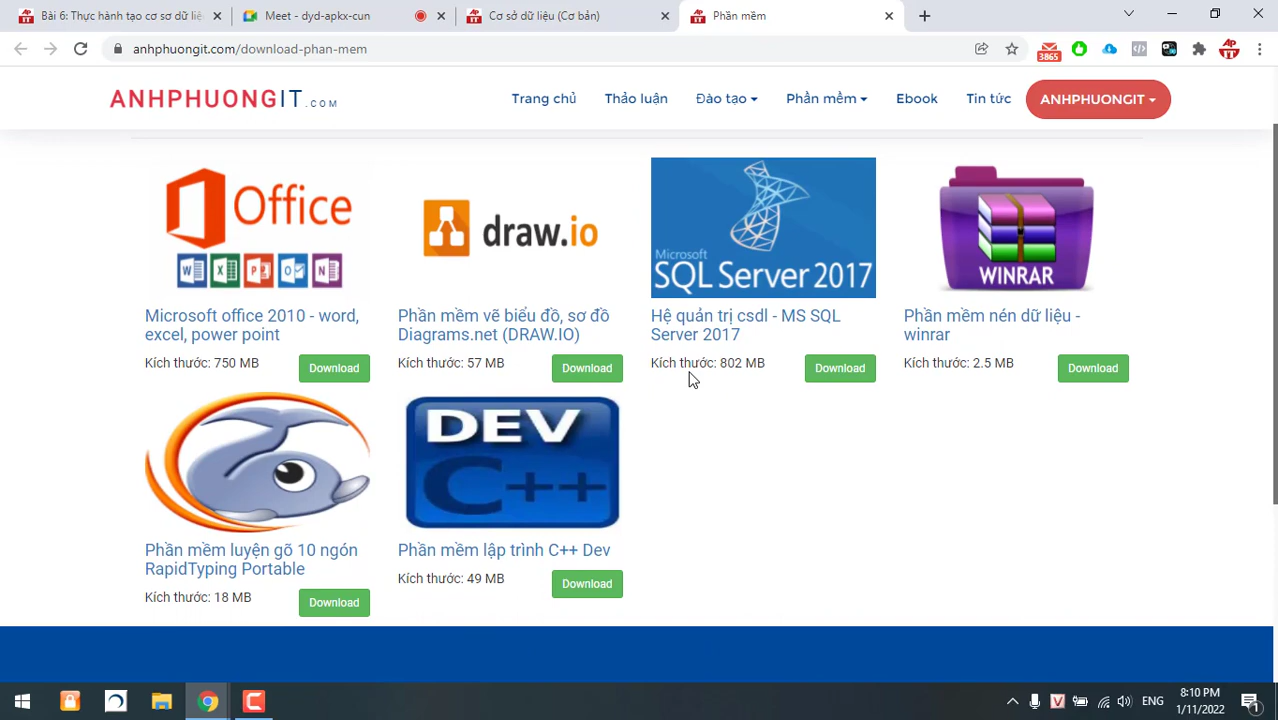 Bài 6: Thực hành tạo cơ sơ dữ liệ
Meet - dyd-apkx-cun
Cơ sở dữ liệu (Cơ bản)
Phần mềm
anhphuongit.com/download-phan-mem
3865
ANHPHUONGIT.COM
Trang chủ
Thảo luận
Đào tạo
Phần mềm
Ebook
Tin tức
ANHPHUONGIT
Office
draw.io
Microsoft
SQL Server 2017
WINRAR
Microsoft office 2010 - word,
excel, power point
Kích thước: 750 MB
Download
Phần mềm vẽ biểu đồ, sơ đồ
Diagrams.net (DRAW.IO)
Kích thước: 57 MB
Download
Hệ quản trị csdl - MS SQL
Server 2017
Kích thước: 802 MB
Download
Phần mềm nén dữ liệu -
winrar
Kích thước: 2.5 MB
Download
DEV
C++
Phần mềm luyện gõ 10 ngón
RapidTyping Portable
Kích thước: 18 MB
Download
Phần mềm lập trình C++ Dev
Kích thước: 49 MB
Download
ENG
8:10 PM
1/11/2022